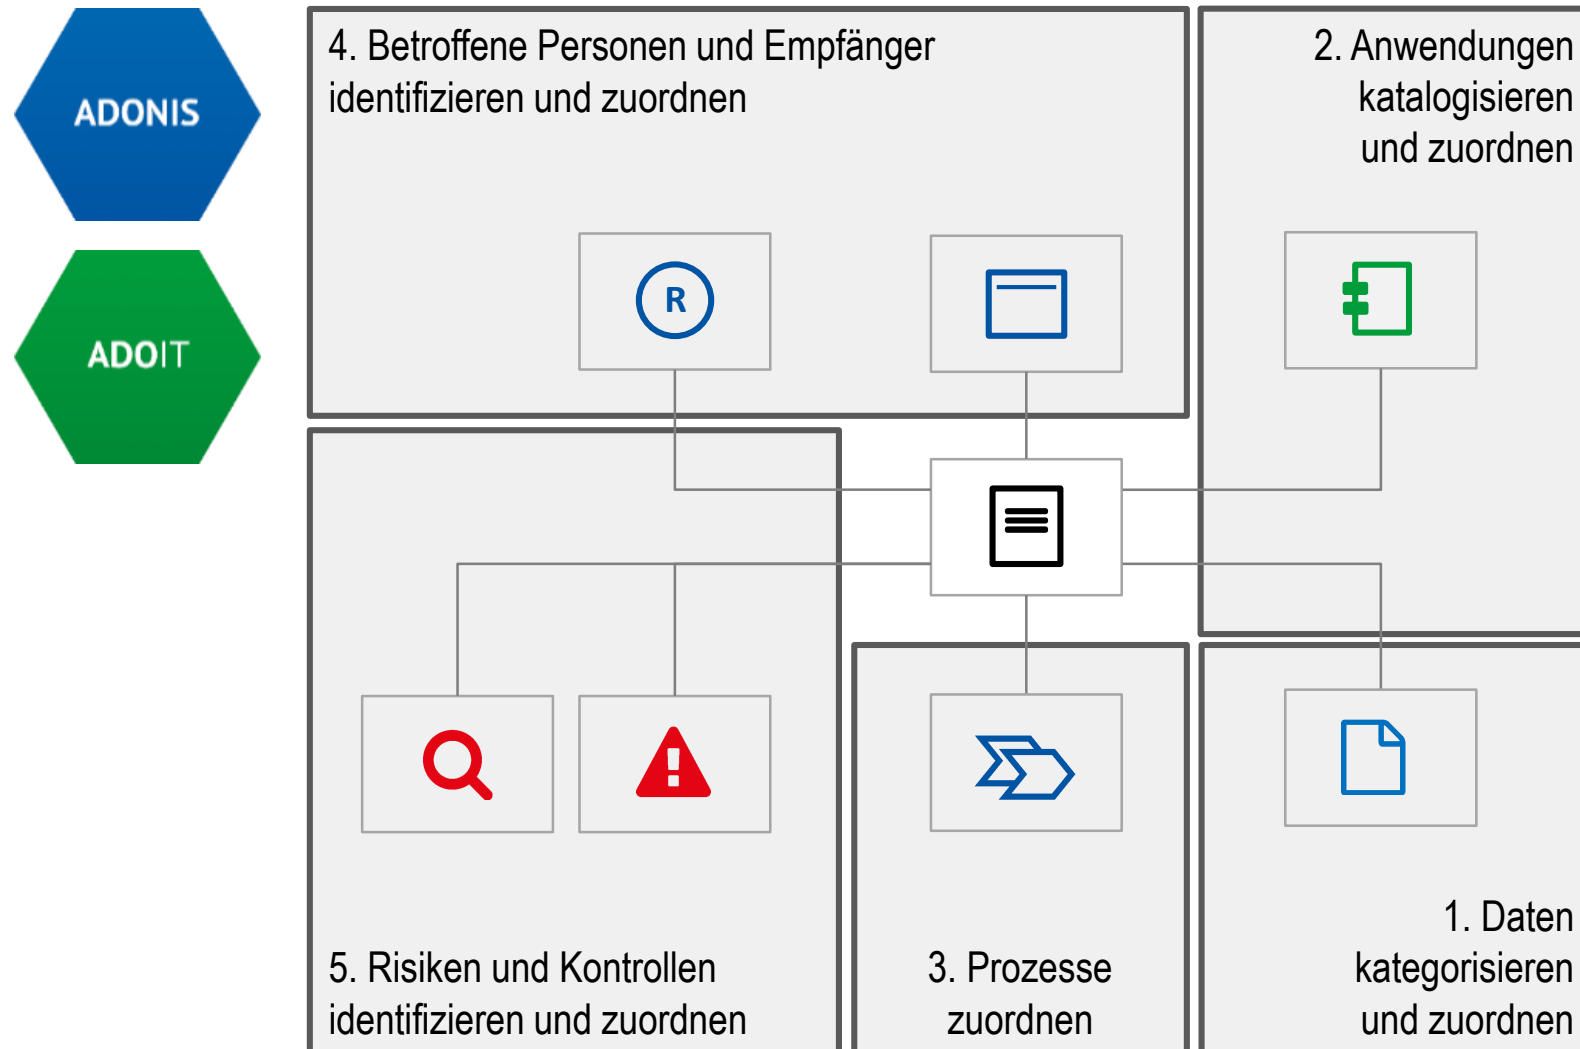 ADONIS
ADOIT
4. Betroffene Personen und Empfänger
identifizieren und zuordnen
R
2. Anwendungen
katalogisieren
und zuordnen
5. Risiken und Kontrollen
identifizieren und zuordnen
3. Prozesse
zuordnen
1. Daten
kategorisieren
und zuordnen